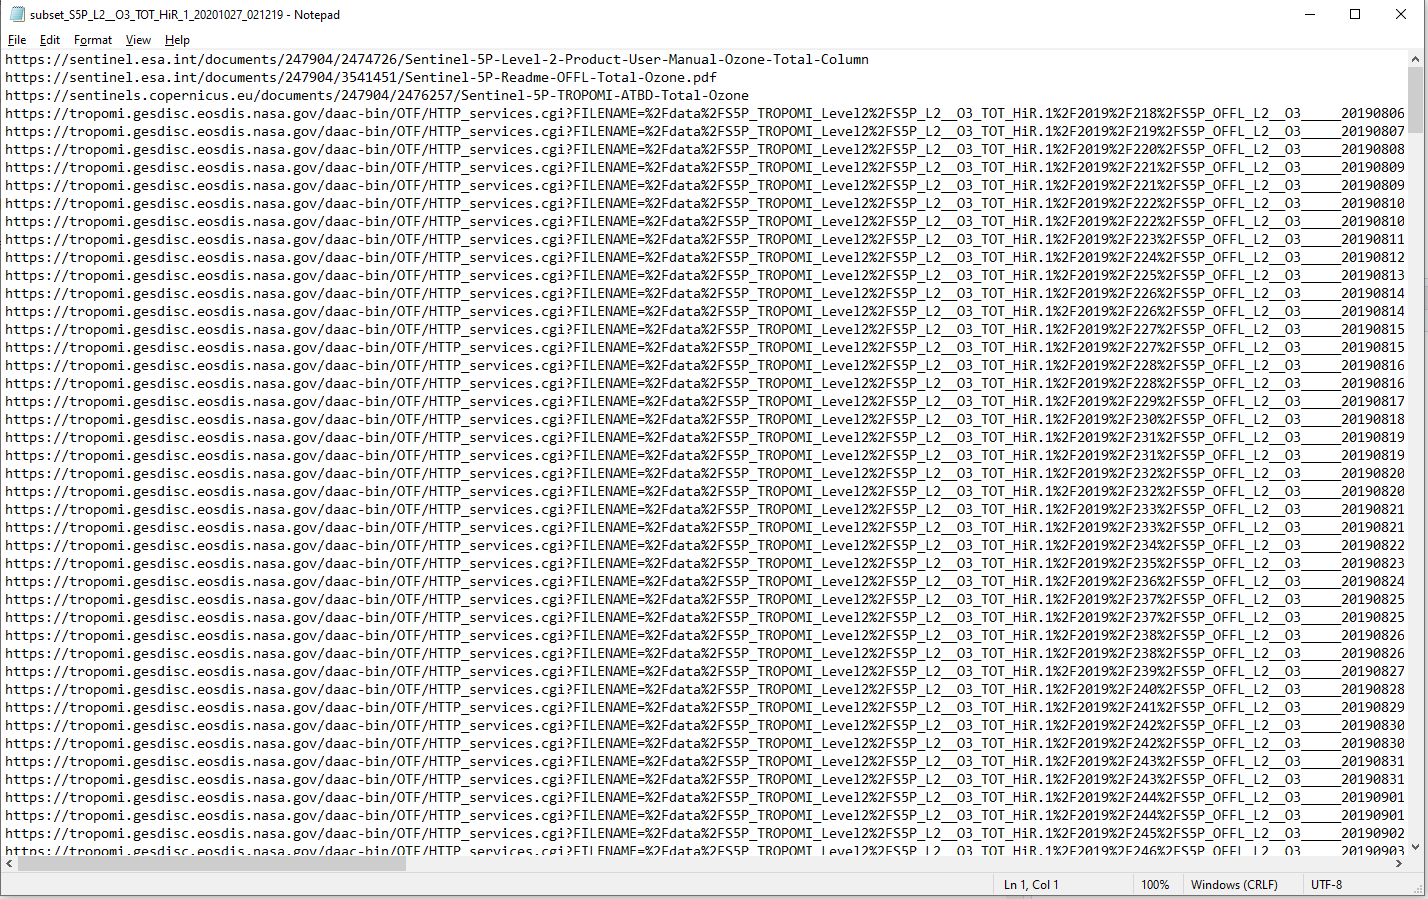 subset_S5P_L2__O3_TOT_HiR_1_20201027_021219 - Notepad
File Edit Format View Help
https://sentinel.esa.int/documents/247904/2474726/Sentinel-5P-Level-2-Product-User-Manual-Ozone-Total-Column
https://sentinel.esa.int/documents/247904/3541451/Sentinel-5P-Readme-OFFL-Total-Ozone.pdf
https://sentinels.copernicus.eu/documents/247904/2476257/Sentinel-5P-TROPOMI-ATBD-Total-Ozone
https://tropomi.gesdisc.eosdis.nasa.gov/daac-bin/OTF/HTTP_services.cgi?FILENAME=%2Fdata%2FS5P_TROPOMI_Level2%2FS5P_L2__O3_TOT_HiR.1%2F2019%2F218%2FS5P_OFFL_L2__O3_____20190806
https://tropomi.gesdisc.eosdis.nasa.gov/daac-bin/OTF/HTTP_services.cgi?FILENAME=%2Fdata%2FS5P_TROPOMI_Level2%2FS5P_L2__O3_TOT_HiR.1%2F2019%2F219%2FS5P_OFFL_L2__O3_____20190807
https://tropomi.gesdisc.eosdis.nasa.gov/daac-bin/OTF/HTTP_services.cgi?FILENAME=%2Fdata%2FS5P_TROPOMI_Level2%2FS5P_L2__O3_TOT_HiR.1%2F2019%2F220%2FS5P_OFFL_L2__O3_____20190808
https://tropomi.gesdisc.eosdis.nasa.gov/daac-bin/OTF/HTTP_services.cgi?FILENAME=%2Fdata%2FS5P_TROPOMI_Level2%2FS5P_L2__O3_TOT_HiR.1%2F2019%2F221%2FS5P_OFFL_L2__O3_____20190809
https://tropomi.gesdisc.eosdis.nasa.gov/daac-bin/OTF/HTTP_services.cgi?FILENAME=%2Fdata%2FS5P_TROPOMI_Level2%2FS5P_L2__O3_TOT_HiR.1%2F2019%2F221%2FS5P_OFFL_L2__O3_____20190809
https://tropomi.gesdisc.eosdis.nasa.gov/daac-bin/OTF/HTTP_services.cgi?FILENAME=%2Fdata%2FS5P_TROPOMI_Level2%2FS5P_L2__O3_TOT_HiR.1%2F2019%2F222%2FS5P_OFFL_L2__O3_____20190810
https://tropomi.gesdisc.eosdis.nasa.gov/daac-bin/OTF/HTTP_services.cgi?FILENAME=%2Fdata%2FS5P_TROPOMI_Level2%2FS5P_L2__O3_TOT_HiR.1%2F2019%2F222%2FS5P_OFFL_L2__O3_____20190810
https://tropomi.gesdisc.eosdis.nasa.gov/daac-bin/OTF/HTTP_services.cgi?FILENAME=%2Fdata%2FS5P_TROPOMI_Level2%2FS5P_L2__O3_TOT_HiR.1%2F2019%2F223%2FS5P_OFFL_L2__O3_____20190811
https://tropomi.gesdisc.eosdis.nasa.gov/daac-bin/OTF/HTTP_services.cgi?FILENAME=%2Fdata%2FS5P_TROPOMI_Level2%2FS5P_L2__O3_TOT_HiR.1%2F2019%2F224%2FS5P_OFFL_L2__O3_____20190812
https://tropomi.gesdisc.eosdis.nasa.gov/daac-bin/OTF/HTTP_services.cgi?FILENAME=%2Fdata%2FS5P_TROPOMI_Level2%2FS5P_L2__O3_TOT_HiR.1%2F2019%2F225%2FS5P_OFFL_L2__O3_____20190813
https://tropomi.gesdisc.eosdis.nasa.gov/daac-bin/OTF/HTTP_services.cgi?FILENAME=%2Fdata%2FS5P_TROPOMI_Level2%2FS5P_L2__O3_TOT_HiR.1%2F2019%2F226%2FS5P_OFFL_L2__O3_____20190814
https://tropomi.gesdisc.eosdis.nasa.gov/daac-bin/OTF/HTTP_services.cgi?FILENAME=%2Fdata%2FS5P_TROPOMI_Level2%2FS5P_L2__O3_TOT_HiR.1%2F2019%2F226%2FS5P_OFFL_L2__O3_____20190814
https://tropomi.gesdisc.eosdis.nasa.gov/daac-bin/OTF/HTTP_services.cgi?FILENAME=%2Fdata%2FS5P_TROPOMI_Level2%2FS5P_L2__O3_TOT_HiR.1%2F2019%2F227%2FS5P_OFFL_L2__O3_____20190815
https://tropomi.gesdisc.eosdis.nasa.gov/daac-bin/OTF/HTTP_services.cgi?FILENAME=%2Fdata%2FS5P_TROPOMI_Level2%2FS5P_L2__O3_TOT_HiR.1%2F2019%2F227%2FS5P_OFFL_L2__O3_____20190815
https://tropomi.gesdisc.eosdis.nasa.gov/daac-bin/OTF/HTTP_services.cgi?FILENAME=%2Fdata%2FS5P_TROPOMI_Level2%2FS5P_L2__O3_TOT_HiR.1%2F2019%2F228%2FS5P_OFFL_L2__O3_____20190816
https://tropomi.gesdisc.eosdis.nasa.gov/daac-bin/OTF/HTTP_services.cgi?FILENAME=%2Fdata%2FS5P_TROPOMI_Level2%2FS5P_L2__O3_TOT_HiR.1%2F2019%2F228%2FS5P_OFFL_L2__O3_____20190816
https://tropomi.gesdisc.eosdis.nasa.gov/daac-bin/OTF/HTTP_services.cgi?FILENAME=%2Fdata%2FS5P_TROPOMI_Level2%2FS5P_L2__O3_TOT_HiR.1%2F2019%2F229%2FS5P_OFFL_L2__O3_____20190817
https://tropomi.gesdisc.eosdis.nasa.gov/daac-bin/OTF/HTTP_services.cgi?FILENAME=%2Fdata%2FS5P_TROPOMI_Level2%2FS5P_L2__O3_TOT_HiR.1%2F2019%2F230%2FS5P_OFFL_L2__O3_____20190818
https://tropomi.gesdisc.eosdis.nasa.gov/daac-bin/OTF/HTTP_services.cgi?FILENAME=%2Fdata%2FS5P_TROPOMI_Level2%2FS5P_L2__O3_TOT_HiR.1%2F2019%2F231%2FS5P_OFFL_L2__O3_____20190819
https://tropomi.gesdisc.eosdis.nasa.gov/daac-bin/OTF/HTTP_services.cgi?FILENAME=%2Fdata%2FS5P_TROPOMI_Level2%2FS5P_L2__O3_TOT_HiR.1%2F2019%2F231%2FS5P_OFFL_L2__O3_____20190819
https://tropomi.gesdisc.eosdis.nasa.gov/daac-bin/OTF/HTTP_services.cgi?FILENAME=%2Fdata%2FS5P_TROPOMI_Level2%2FS5P_L2__O3_TOT_HiR.1%2F2019%2F232%2FS5P_OFFL_L2__O3_____20190820
https://tropomi.gesdisc.eosdis.nasa.gov/daac-bin/OTF/HTTP_services.cgi?FILENAME=%2Fdata%2FS5P_TROPOMI_Level2%2FS5P_L2__O3_TOT_HiR.1%2F2019%2F232%2FS5P_OFFL_L2__O3_____20190820
https://tropomi.gesdisc.eosdis.nasa.gov/daac-bin/OTF/HTTP_services.cgi?FILENAME=%2Fdata%2FS5P_TROPOMI_Level2%2FS5P_L2__O3_TOT_HiR.1%2F2019%2F233%2FS5P_OFFL_L2__O3_____20190821
https://tropomi.gesdisc.eosdis.nasa.gov/daac-bin/OTF/HTTP_services.cgi?FILENAME=%2Fdata%2FS5P_TROPOMI_Level2%2FS5P_L2__O3_TOT_HiR.1%2F2019%2F233%2FS5P_OFFL_L2__O3_____20190821
https://tropomi.gesdisc.eosdis.nasa.gov/daac-bin/OTF/HTTP_services.cgi?FILENAME=%2Fdata%2FS5P_TROPOMI_Level2%2FS5P_L2__O3_TOT_HiR.1%2F2019%2F234%2FS5P_OFFL_L2__O3_____20190822
https://tropomi.gesdisc.eosdis.nasa.gov/daac-bin/OTF/HTTP_services.cgi?FILENAME=%2Fdata%2FS5P_TROPOMI_Level2%2FS5P_L2__O3_TOT_HiR.1%2F2019%2F235%2FS5P_OFFL_L2__O3_____20190823
https://tropomi.gesdisc.eosdis.nasa.gov/daac-bin/OTF/HTTP_services.cgi?FILENAME=%2Fdata%2FS5P_TROPOMI_Level2%2FS5P_L2__O3_TOT_HiR.1%2F2019%2F236%2FS5P_OFFL_L2__O3_____20190824
https://tropomi.gesdisc.eosdis.nasa.gov/daac-bin/OTF/HTTP_services.cgi?FILENAME=%2Fdata%2FS5P_TROPOMI_Level2%2FS5P_L2__O3_TOT_HiR.1%2F2019%2F237%2FS5P_OFFL_L2__O3_____20190825
https://tropomi.gesdisc.eosdis.nasa.gov/daac-bin/OTF/HTTP_services.cgi?FILENAME=%2Fdata%2FS5P_TROPOMI_Level2%2FS5P_L2__O3_TOT_HiR.1%2F2019%2F237%2FS5P_OFFL_L2__O3_____20190825
https://tropomi.gesdisc.eosdis.nasa.gov/daac-bin/OTF/HTTP_services.cgi?FILENAME=%2Fdata%2FS5P_TROPOMI_Level2%2FS5P_L2__O3_TOT_HiR.1%2F2019%2F238%2FS5P_OFFL_L2__O3_____20190826
https://tropomi.gesdisc.eosdis.nasa.gov/daac-bin/OTF/HTTP_services.cgi?FILENAME=%2Fdata%2FS5P_TROPOMI_Level2%2FS5P_L2__O3_TOT_HiR.1%2F2019%2F238%2FS5P_OFFL_L2__O3_____20190826
https://tropomi.gesdisc.eosdis.nasa.gov/daac-bin/OTF/HTTP_services.cgi?FILENAME=%2Fdata%2FS5P_TROPOMI_Level2%2FS5P_L2__O3_TOT_HiR.1%2F2019%2F239%2FS5P_OFFL_L2__O3_____20190827
https://tropomi.gesdisc.eosdis.nasa.gov/daac-bin/OTF/HTTP_services.cgi?FILENAME=%2Fdata%2FS5P_TROPOMI_Level2%2FS5P_L2__O3_TOT_HiR.1%2F2019%2F240%2FS5P_OFFL_L2__O3_____20190828
https://tropomi.gesdisc.eosdis.nasa.gov/daac-bin/OTF/HTTP_services.cgi?FILENAME=%2Fdata%2FS5P_TROPOMI_Level2%2FS5P_L2__O3_TOT_HiR.1%2F2019%2F241%2FS5P_OFFL_L2__O3_____20190829
https://tropomi.gesdisc.eosdis.nasa.gov/daac-bin/OTF/HTTP_services.cgi?FILENAME=%2Fdata%2FS5P_TROPOMI_Level2%2FS5P_L2__O3_TOT_HiR.1%2F2019%2F242%2FS5P_OFFL_L2__O3_____20190830
https://tropomi.gesdisc.eosdis.nasa.gov/daac-bin/OTF/HTTP_services.cgi?FILENAME=%2Fdata%2FS5P_TROPOMI_Level2%2FS5P_L2__O3_TOT_HiR.1%2F2019%2F242%2FS5P_OFFL_L2__O3_____20190830
https://tropomi.gesdisc.eosdis.nasa.gov/daac-bin/OTF/HTTP_services.cgi?FILENAME=%2Fdata%2FS5P_TROPOMI_Level2%2FS5P_L2__O3_TOT_HiR.1%2F2019%2F243%2FS5P_OFFL_L2__O3_____20190831
https://tropomi.gesdisc.eosdis.nasa.gov/daac-bin/OTF/HTTP_services.cgi?FILENAME=%2Fdata%2FS5P_TROPOMI_Level2%2FS5P_L2__O3_TOT_HiR.1%2F2019%2F243%2FS5P_OFFL_L2__O3_____20190831
https://tropomi.gesdisc.eosdis.nasa.gov/daac-bin/OTF/HTTP_services.cgi?FILENAME=%2Fdata%2FS5P_TROPOMI_Level2%2FS5P_L2__O3_TOT_HiR.1%2F2019%2F244%2FS5P_OFFL_L2__O3_____20190901
https://tropomi.gesdisc.eosdis.nasa.gov/daac-bin/OTF/HTTP_services.cgi?FILENAME=%2Fdata%2FS5P_TROPOMI_Level2%2FS5P_L2__O3_TOT_HiR.1%2F2019%2F244%2FS5P_OFFL_L2__O3_____20190901
https://tropomi.gesdisc.eosdis.nasa.gov/daac-bin/OTF/HTTP_services.cgi?FILENAME=%2Fdata%2FS5P_TROPOMI_Level2%2FS5P_L2__O3_TOT_HiR.1%2F2019%2F245%2FS5P_OFFL_L2__O3_____20190902
https://tropomi.gesdisc.eosdis.nasa.gov/daac-bin/OTF/HTTP_services.cgi?FILENAME=%2Fdata%2FS5P_TROPOMI_Level2%2FS5P_L2__O3_TOT_HiR.1%2F2019%2F246%2FS5P_OFFL_L2__O3_____20190903
Ln 1, Col 1 100% Windows (CRLF) UTF-8